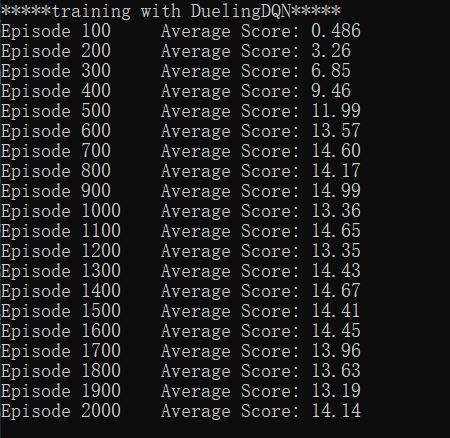 *****training with DuelingDQN*****
Episode 100 Average Score: 0.486
Episode 200 Average Score: 3.26
Episode 300 Average Score: 6.85
Episode 400 Average Score: 9.46
Episode 500 Average Score: 11.99
Episode 600 Average Score: 13.57
Episode 700 Average Score: 14.60
Episode 800 Average Score: 14.17
Episode 900 Average Score: 14.99
Episode 1000 Average Score: 13.36
Episode 1100 Average Score: 14.65
Episode 1200 Average Score: 13.35
Episode 1300 Average Score: 14.43
Episode 1400 Average Score: 14.67
Episode 1500 Average Score: 14.41
Episode 1600 Average Score: 14.45
Episode 1700 Average Score: 13.96
Episode 1800 Average Score: 13.63
Episode 1900 Average Score: 13.19
Episode 2000 Average Score: 14.14